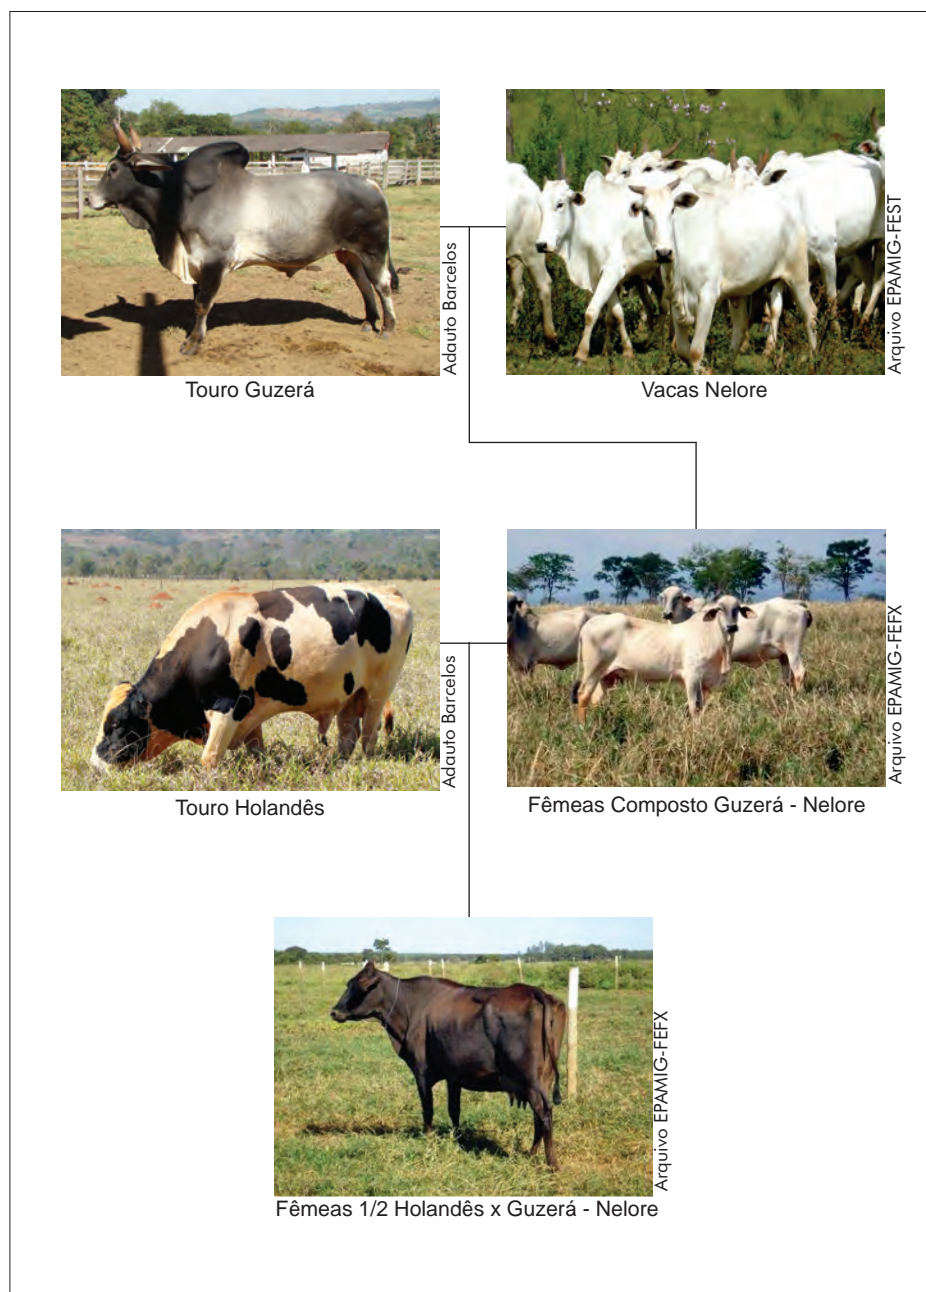 Adauto Barcelos
Arquivo EPAMIG-FEST
Touro Guzerá
Vacas Nelore
Adauto Barcelos
Arquivo EPAMIG-FEFX
Touro Holandês
Fêmeas Composto Guzerá - Nelore
Arquivo EPAMIG-FEFX
Fêmeas 1/2 Holandês x Guzerá - Nelore